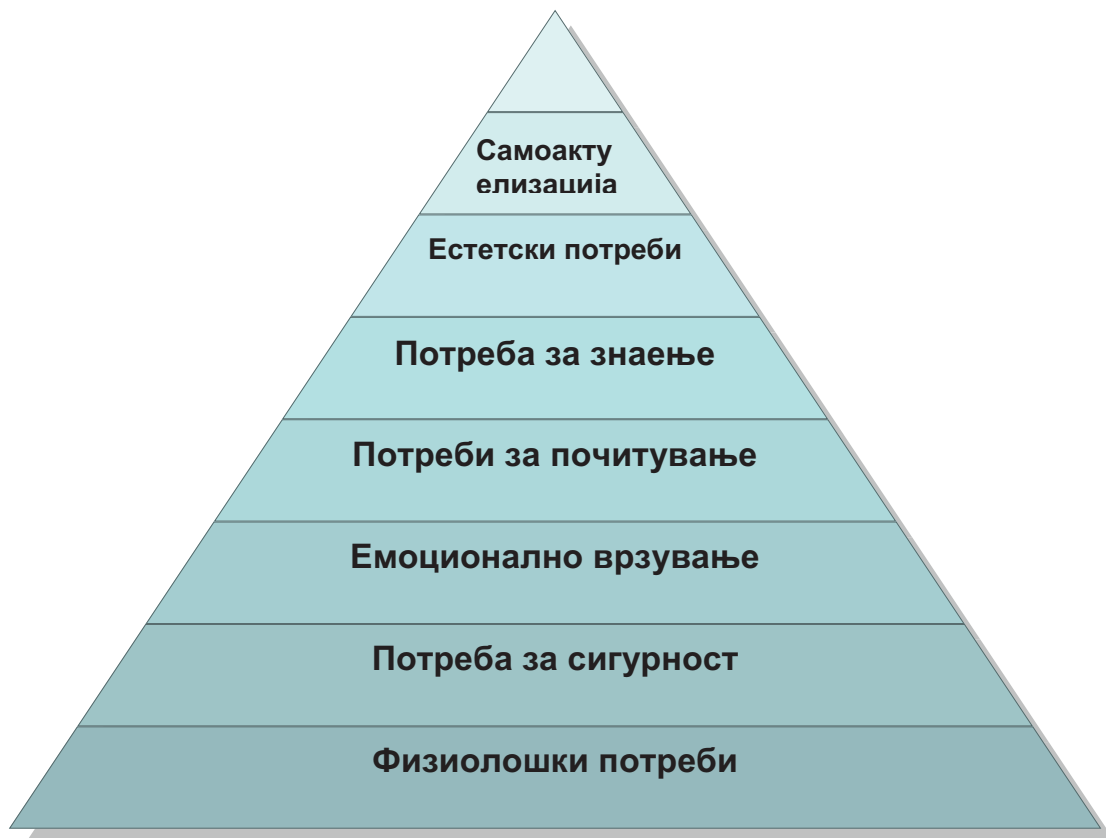 Самоакту
елизација
Естетски потреби
Потреба за знаење
Потреби за почитување
Емоционално врзување
Потреба за сигурност
Физиолошки потреби